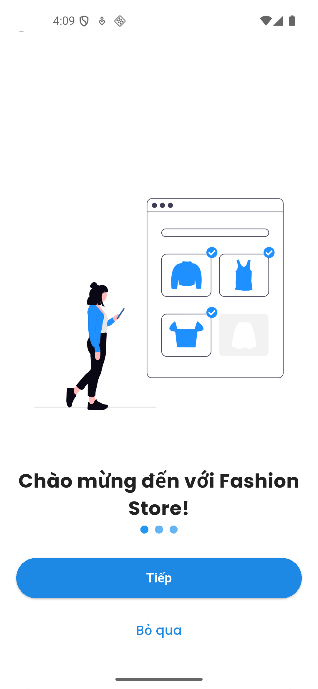 4:09
Chào mừng đến với Fashion
Store!
Tiếp
Bỏ qua